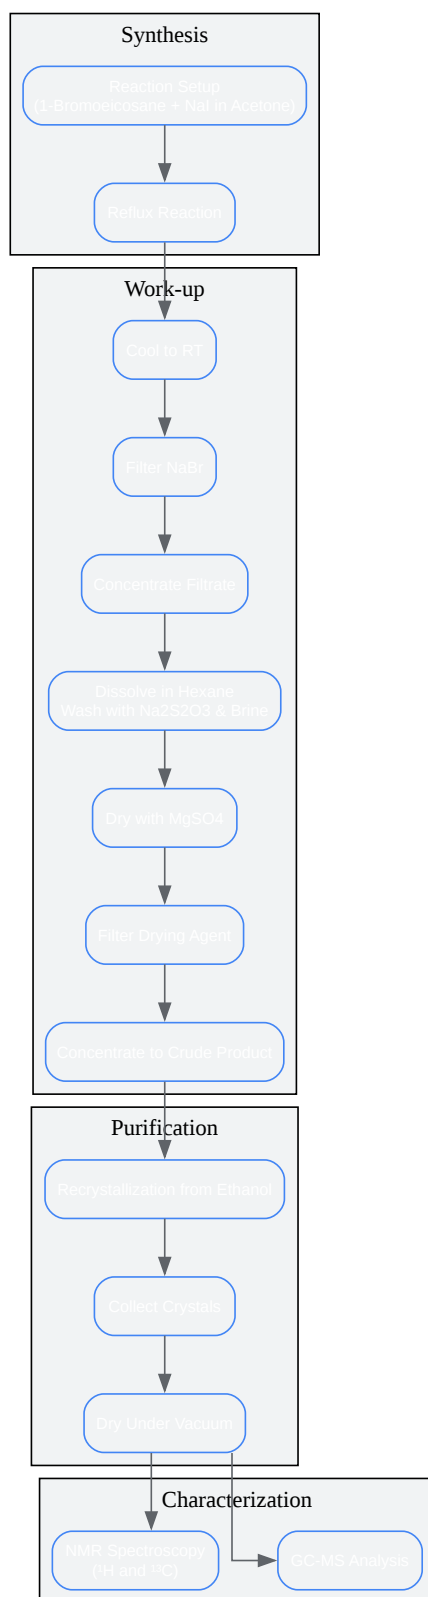 Synthesis
Reaction Setup
(1-Bromoeicosane + NaI in Acetone)
Reflux Reaction
Work-up
Cool to RT
Filter NaBr
Concentrate Filtrate
Dissolve in Hexane
Wash with Na2S2O3 & Brine
Dry with MgSO4
Filter Drying Agent
Concentrate to Crude Product
Purification
Recrystallization from Ethanol
Collect Crystals
Dry Under Vacuum
Characterization
NMR Spectroscopy
(¹H and ¹³C)
GC-MS Analysis